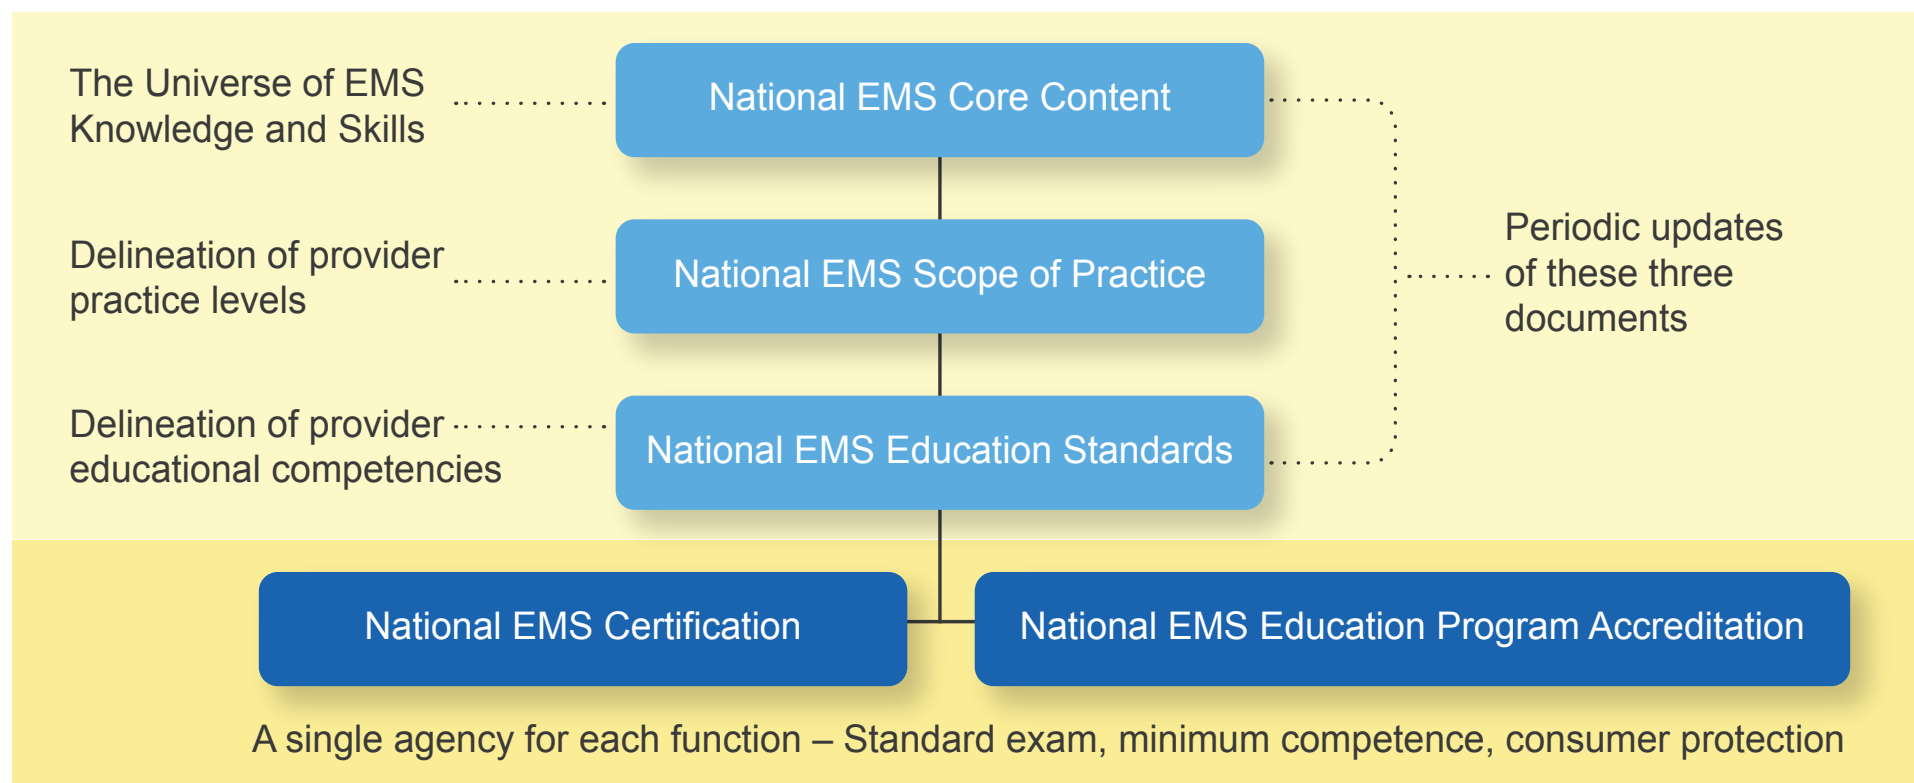 The Universe of EMS
Knowledge and Skills
National EMS Core Content
Delineation of provider
practice levels
National EMS Scope of Practice
Periodic updates
of these three
documents
Delineation of provider
educational competencies
National EMS Education Standards
National EMS Certification
National EMS Education Program Accreditation
A single agency for each function – Standard exam, minimum competence, consumer protection